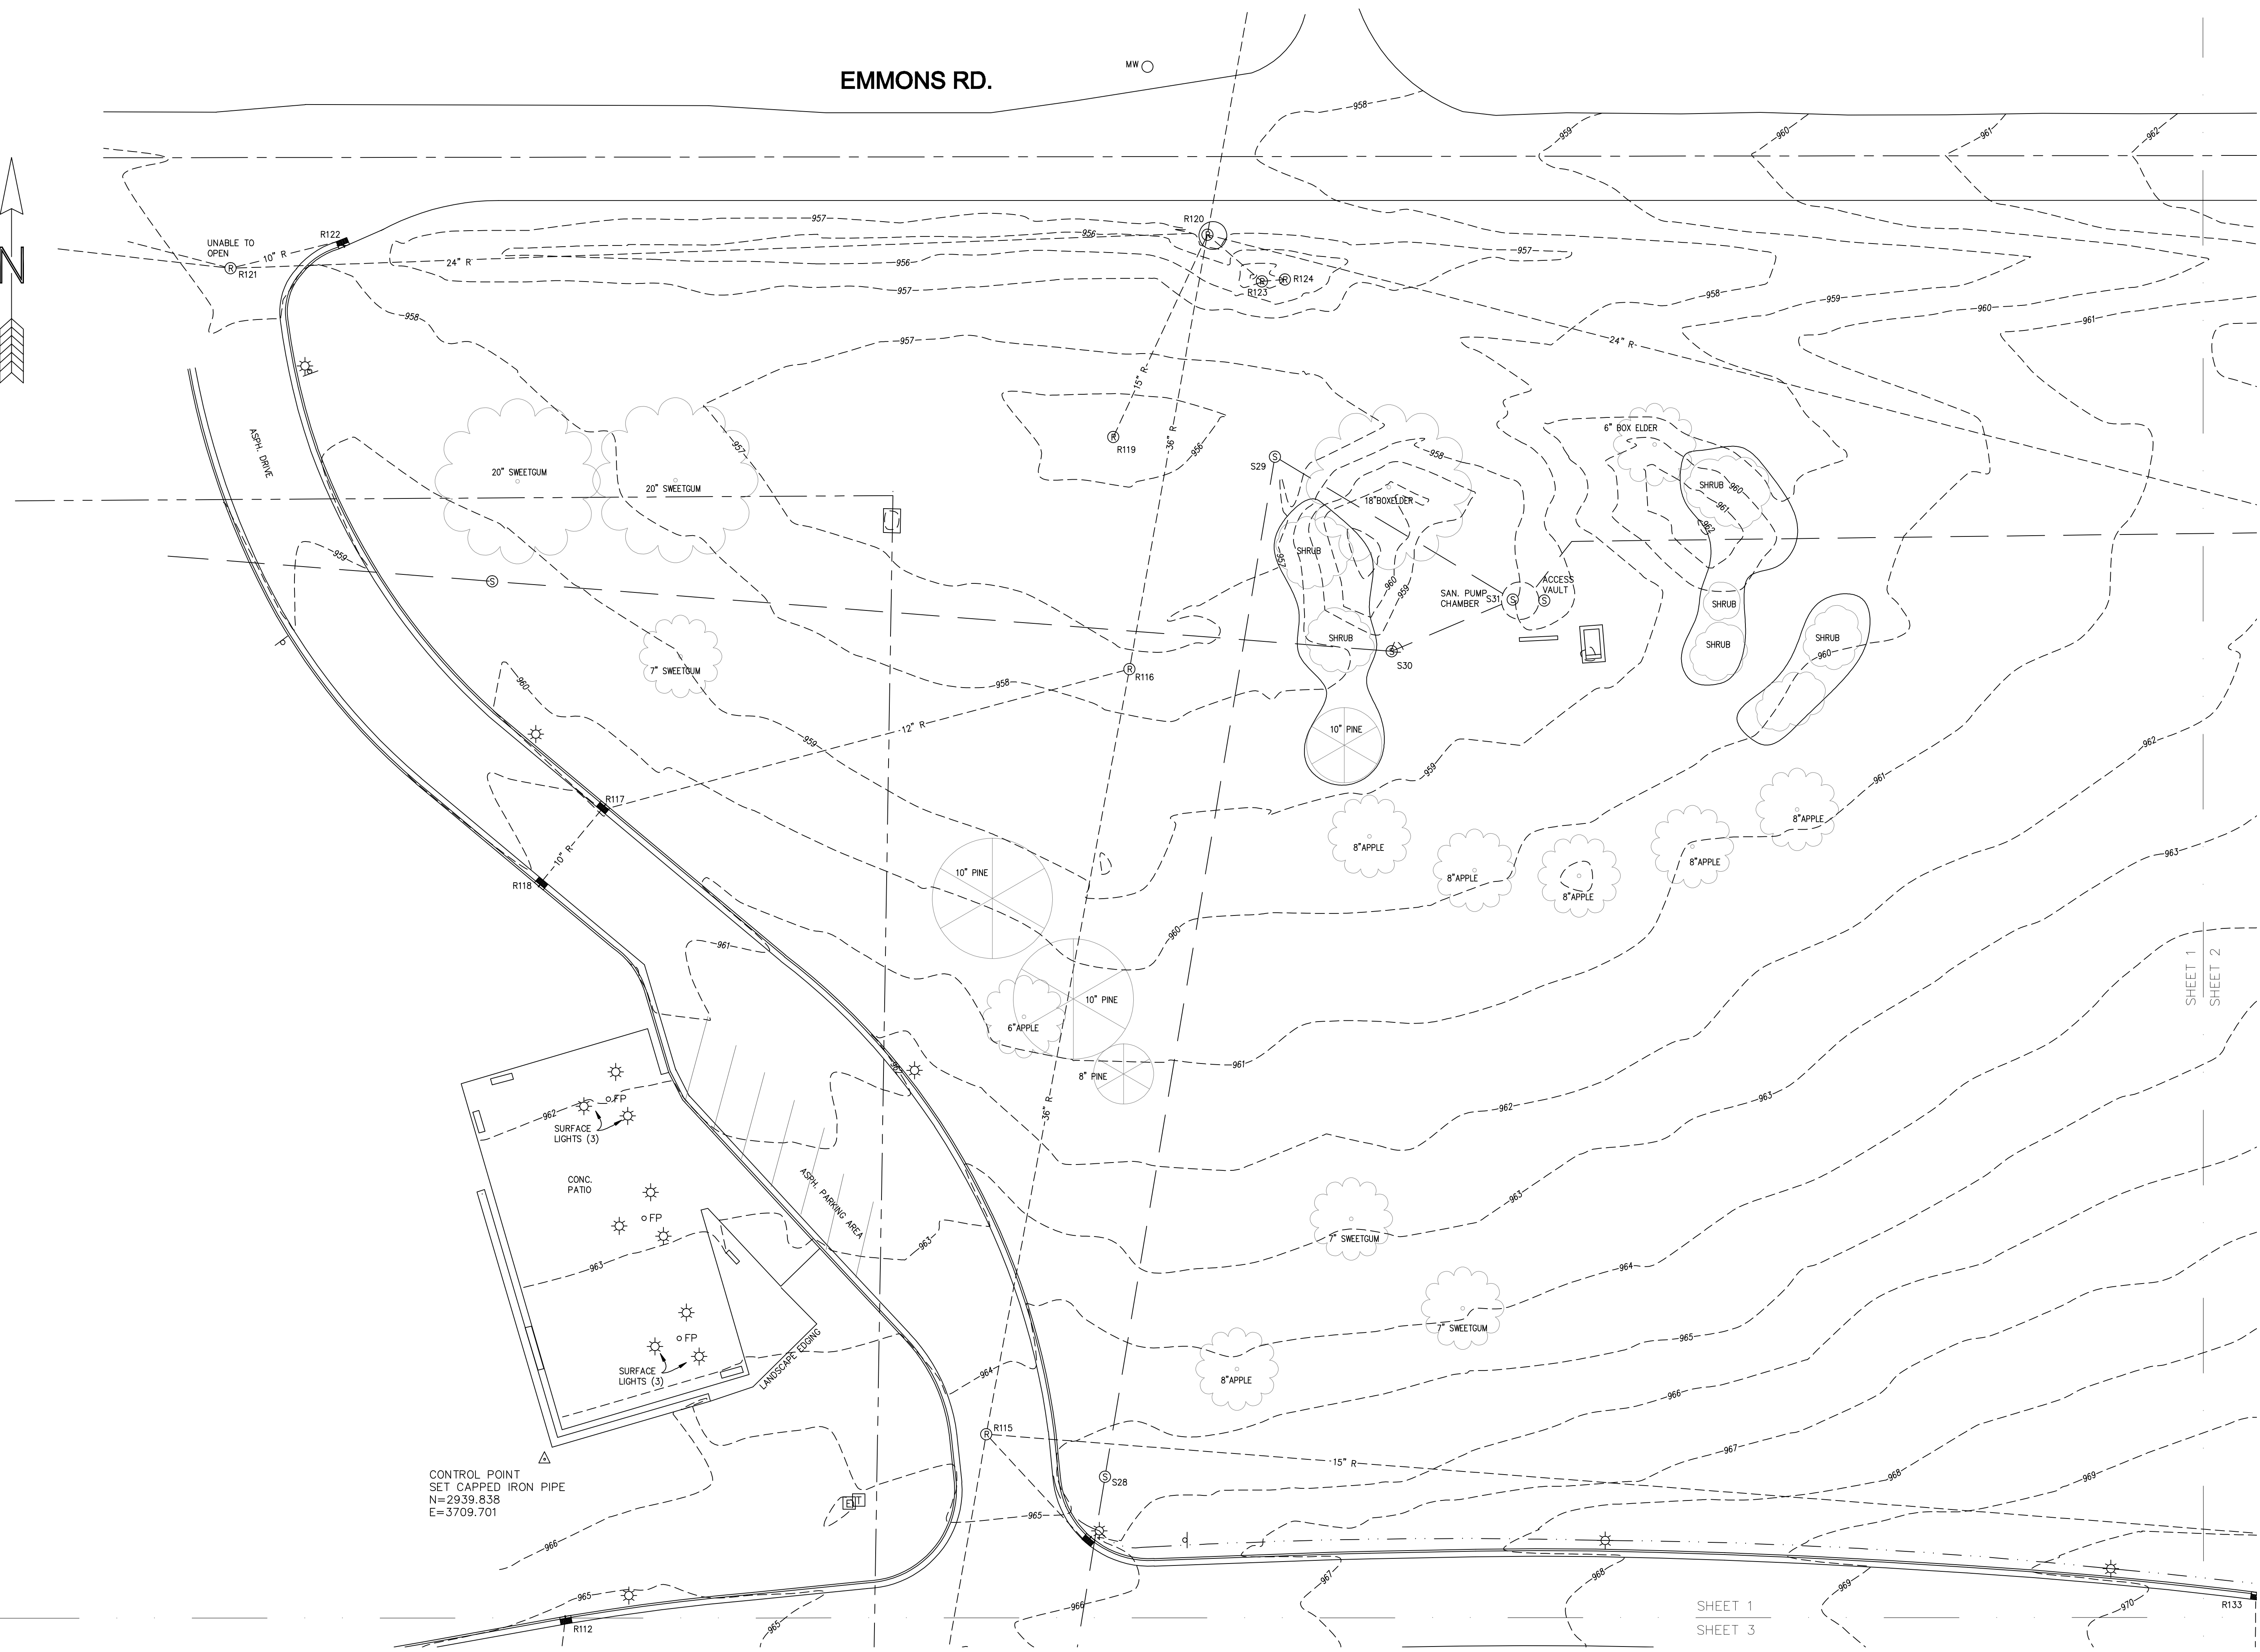 EMMONS RD.
MW
958
959
960
961
962
N
UNABLE TO
OPEN
R121
10" R
R122
24" R
957
956
956
957
R120
R123
R124
957
958
959
960
961
958
24" R
957
15" R
36" R
R119
956
957
ASPH. DRIVE
20" SWEETGUM
20" SWEETGUM
S29
958
18"BOXELDER
6" BOX ELDER
SHRUB
960
961
962
SHRUB
957
960
959
SHRUB
959
SAN. PUMP
CHAMBER
S31
ACCESS
VAULT
SHRUB
SHRUB
SHRUB
960
S30
7" SWEETGUM
960
958
R116
12" R
959
10" PINE
959
962
961
963
R117
10" R
R118
10" PINE
8"APPLE
8"APPLE
8"APPLE
8"APPLE
8"APPLE
960
961
10" PINE
6"APPLE
8" PINE
961
962
963
SHEET 1
SHEET 2
962
36" R
962
FP
SURFACE
LIGHTS (3)
CONC.
PATIO
ASPH. PARKING AREA
FP
963
963
963
7" SWEETGUM
964
7" SWEETGUM
965
966
FP
SURFACE
LIGHTS (3)
LANDSCAPE EDGING
964
8"APPLE
R115
15" R
967
968
969
S28
CONTROL POINT
SET CAPPED IRON PIPE
N=2939.838
E=3709.701
E
T
965
966
965
R112
965
966
967
968
969
970
R133
SHEET 1
SHEET 3